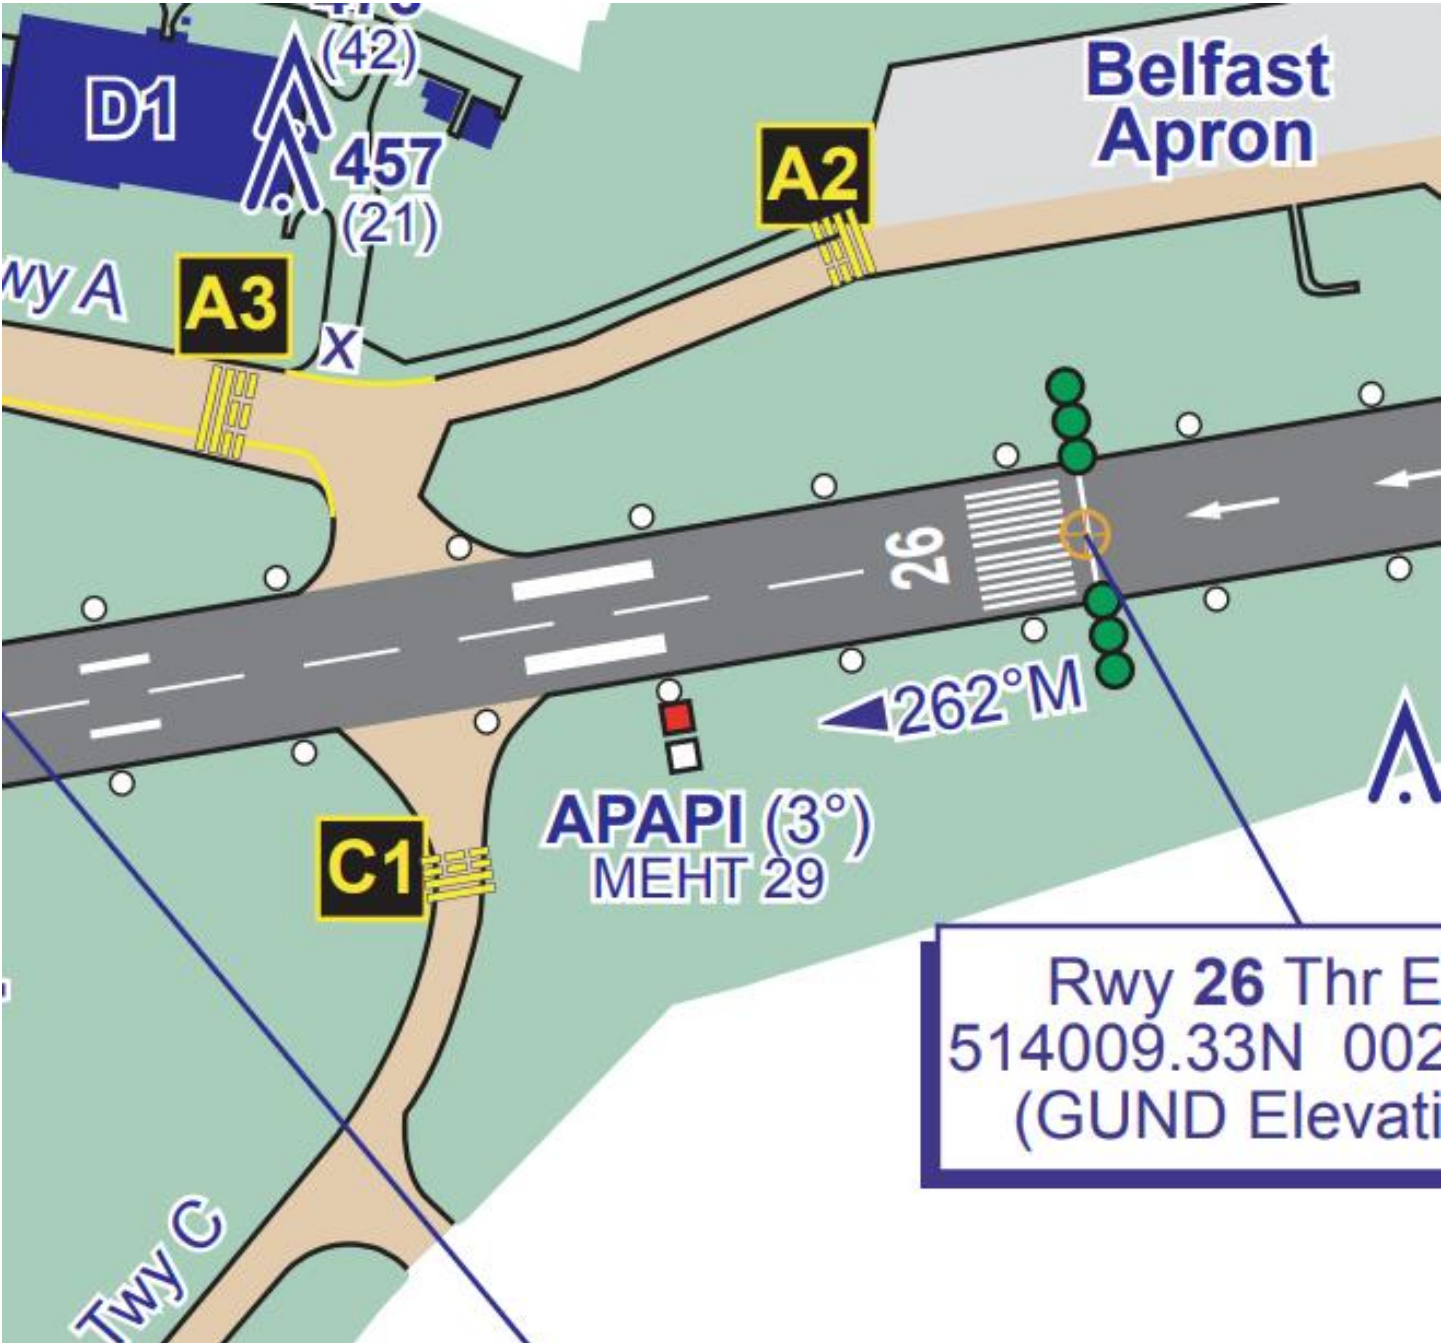 (42)
D1
457
(21)
Belfast
Apron
A2
wy A
A3
X
26
262°M
APAPI (3°)
MEHT 29
C1
Rwy 26 Thr E
514009.33N 002
(GUND Elevati
Twy C